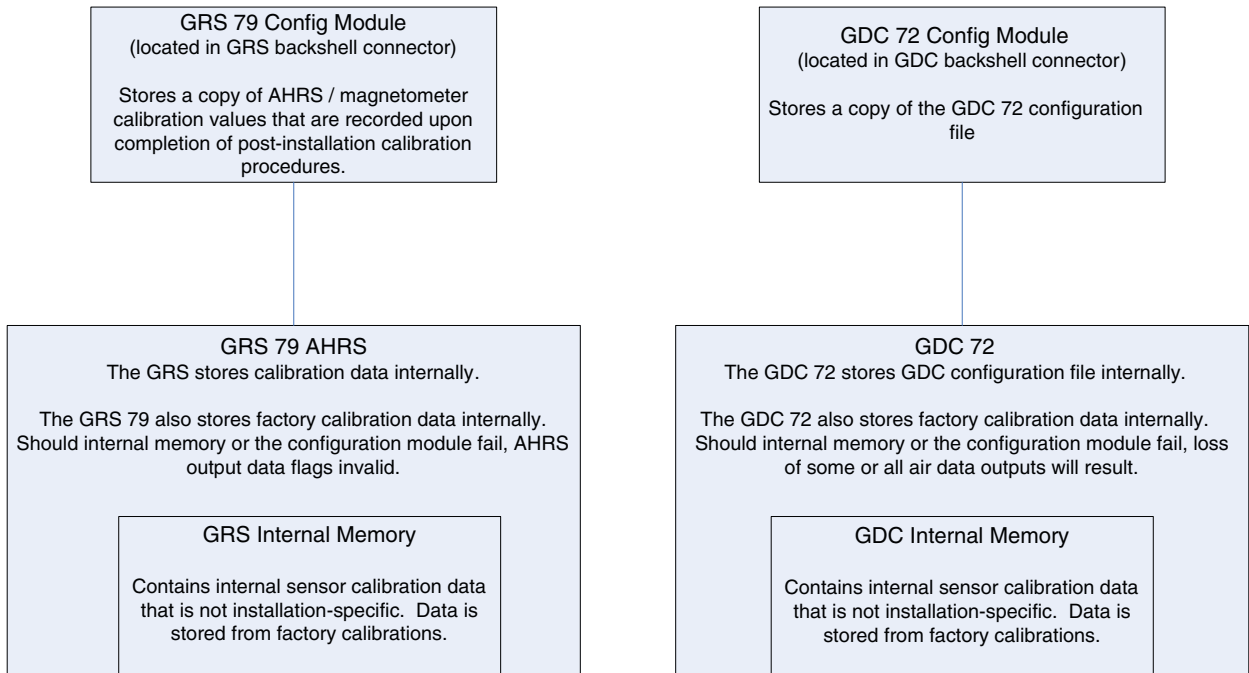 GRS 79 Config Module
(located in GRS backshell connector)
Stores a copy of AHRS / magnetometer
calibration values that are recorded upon
completion of post-installation calibration
procedures.
GDC 72 Config Module
(located in GDC backshell connector)
Stores a copy of the GDC 72 configuration
file
GRS 79 AHRS
The GRS stores calibration data internally.
The GRS 79 also stores factory calibration data internally.
Should internal memory or the configuration module fail, AHRS
output data flags invalid.
GRS Internal Memory
Contains internal sensor calibration data
that is not installation-specific.  Data is
stored from factory calibrations.
GDC 72
The GDC 72 stores GDC configuration file internally.
The GDC 72 also stores factory calibration data internally.
Should internal memory or the configuration module fail, loss
of some or all air data outputs will result.
GDC Internal Memory
Contains internal sensor calibration data
that is not installation-specific.  Data is
stored from factory calibrations.